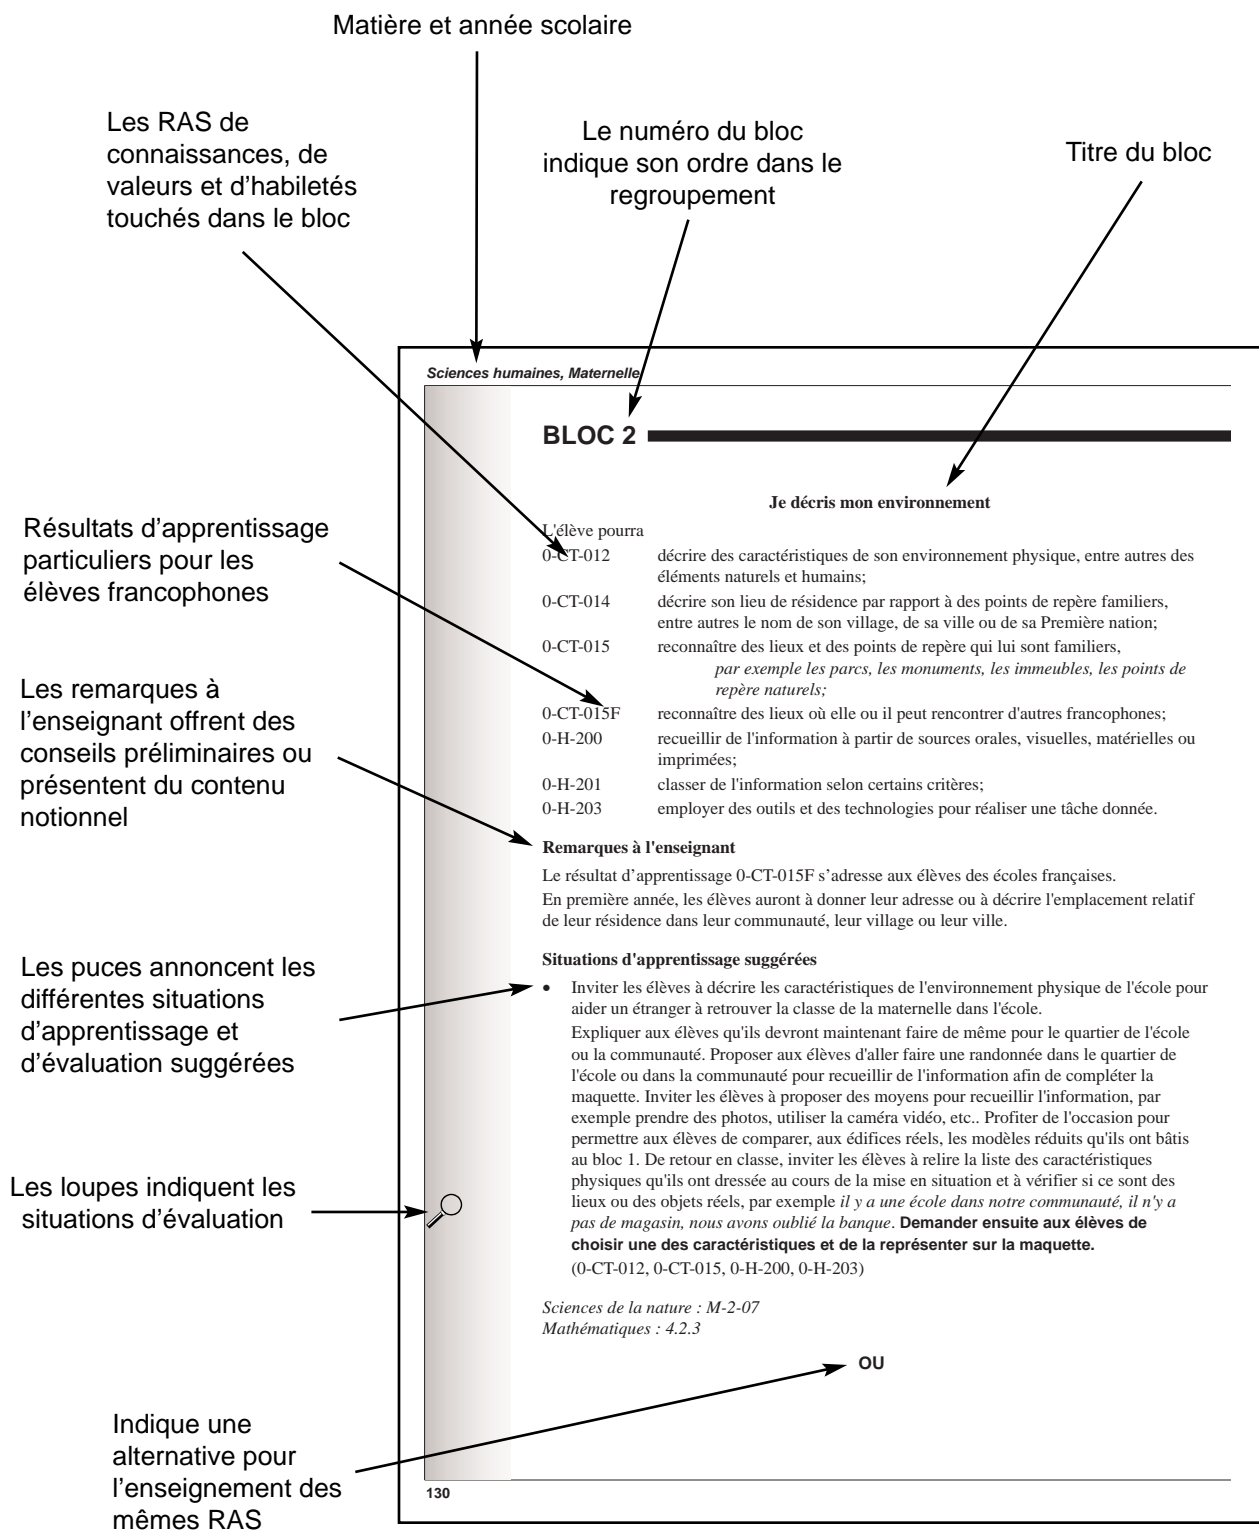 Matière et année scolaire
Les RAS de
connaissances, de
valeurs et d'habiletés
touchés dans le bloc
Le numéro du bloc
indique son ordre dans le
regroupement
Titre du bloc
Sciences humaines, Maternelle
BLOC 2
Je décris mon environnement
L'élève pourra
0-CT-012 décrire des caractéristiques de son environnement physique, entre autres des
éléments naturels et humains;
0-CT-014 décrire son lieu de résidence par rapport à des points de repère familiers,
entre autres le nom de son village, de sa ville ou de sa Première nation;
0-CT-015 reconnaître des lieux et des points de repère qui lui sont familiers,
par exemple les parcs, les monuments, les immeubles, les points de
repère naturels;
0-CT-015F reconnaître des lieux où elle ou il peut rencontrer d'autres francophones;
0-H-200 recueillir de l'information à partir de sources orales, visuelles, matérielles ou
imprimées;
0-H-201 classer de l'information selon certains critères;
0-H-203 employer des outils et des technologies pour réaliser une tâche donnée.
Résultats d'apprentissage
particuliers pour les
élèves francophones
Les remarques à
l'enseignant offrent des
conseils préliminaires ou
présentent du contenu
notionnel
Remarques à l'enseignant
Le résultat d'apprentissage 0-CT-015F s'adresse aux élèves des écoles françaises.
En première année, les élèves auront à donner leur adresse ou à décrire l'emplacement relatif
de leur résidence dans leur communauté, leur village ou leur ville.
Les puces annoncent les
différentes situations
d'apprentissage et
d'évaluation suggérées
Situations d'apprentissage suggérées
• Inviter les élèves à décrire les caractéristiques de l'environnement physique de l'école pour
aider un étranger à retrouver la classe de la maternelle dans l'école.
Expliquer aux élèves qu'ils devront maintenant faire de même pour le quartier de l'école
ou la communauté. Proposer aux élèves d'aller faire une randonnée dans le quartier de
l'école ou dans la communauté pour recueillir de l'information afin de compléter la
maquette. Inviter les élèves à proposer des moyens pour recueillir l'information, par
exemple prendre des photos, utiliser la caméra vidéo, etc.. Profiter de l'occasion pour
permettre aux élèves de comparer, aux édifices réels, les modèles réduits qu'ils ont bâtis
au bloc 1. De retour en classe, inviter les élèves à relire la liste des caractéristiques
physiques qu'ils ont dressée au cours de la mise en situation et à vérifier si ce sont des
lieux ou des objets réels, par exemple il y a une école dans notre communauté, il n'y a
pas de magasin, nous avons oublié la banque. Demander ensuite aux élèves de
choisir une des caractéristiques et de la représenter sur la maquette.
(0-CT-012, 0-CT-015, 0-H-200, 0-H-203)
Les loupes indiquent les
situations d'évaluation
Sciences de la nature : M-2-07
Mathématiques : 4.2.3
OU
Indique une
alternative pour
l'enseignement des
mêmes RAS
130